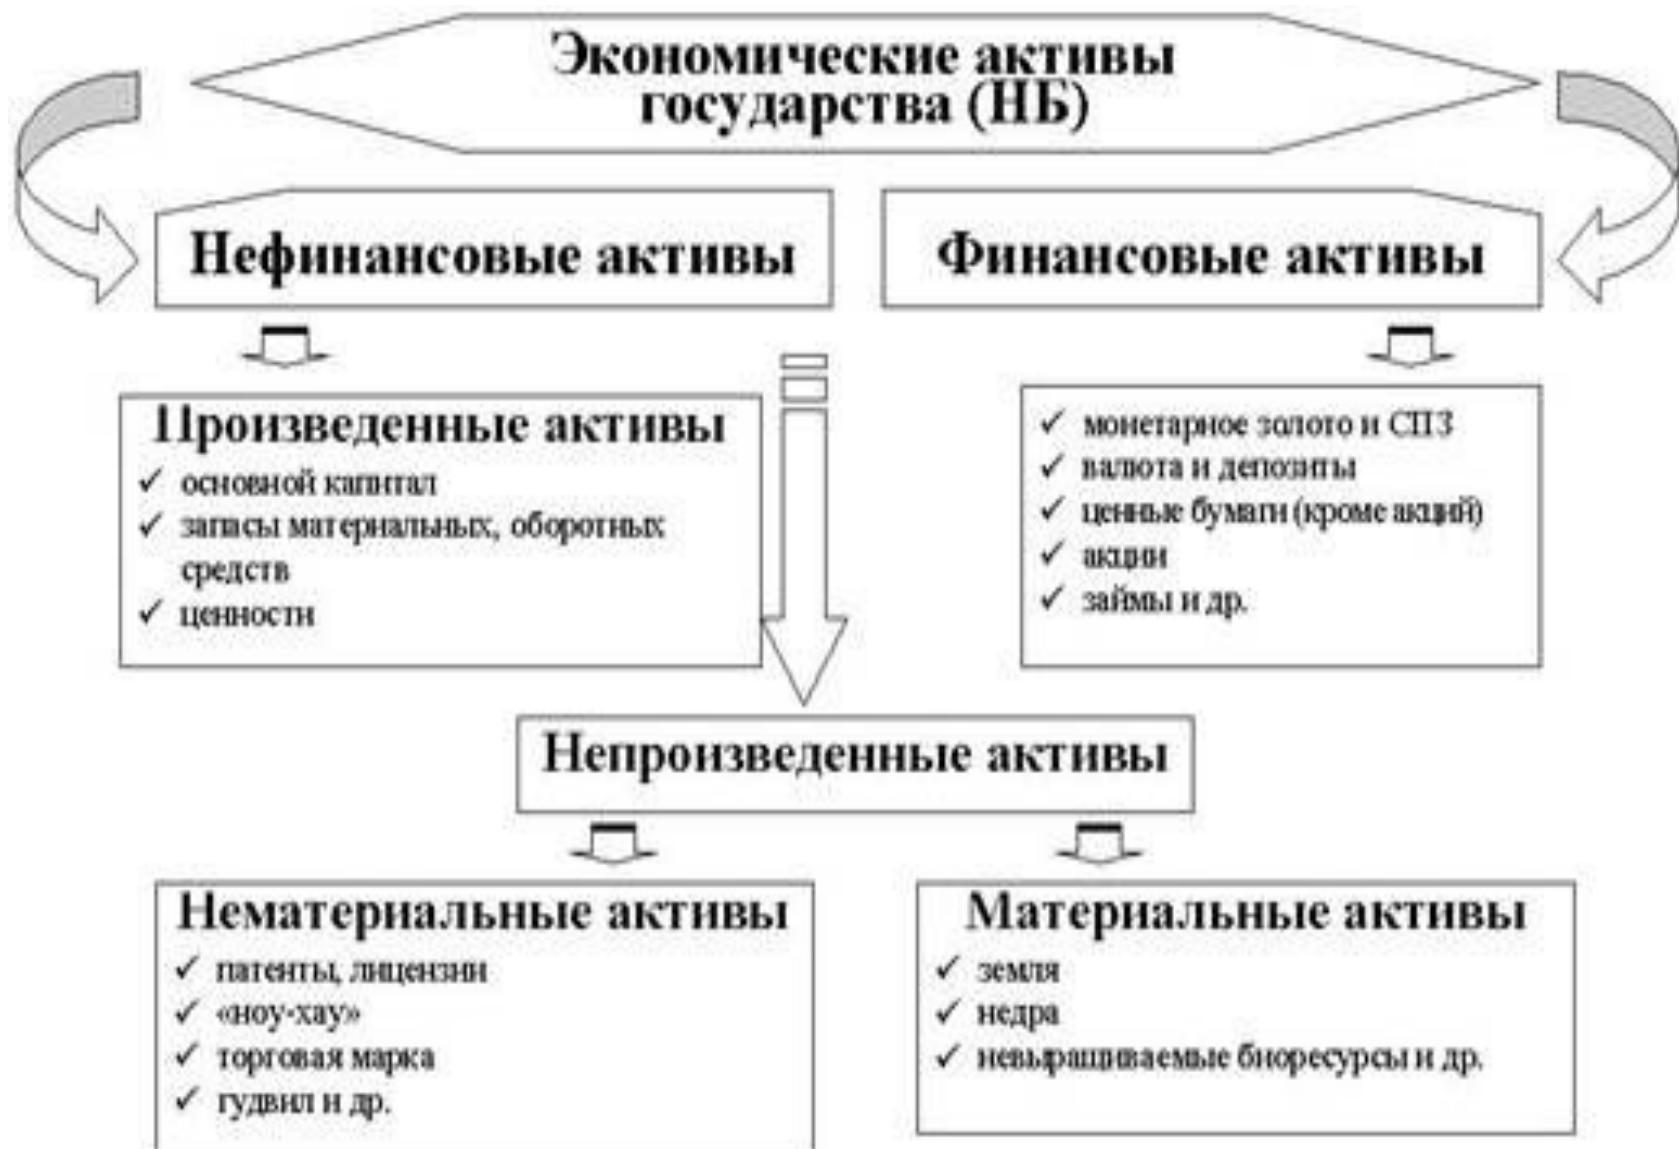 Экономические активы
государства (НБ)
Нефинансовые активы
Финансовые активы
Произведенные активы
✓ основной капитал
✓ запасы материальных, оборотных
средств
✓ ценности
✓ монетарное золото и СПЗ
✓ валюта и депозиты
✓ ценные бумаги (кроме акций)
✓ акции
✓ займы и др.
Непроизведенные активы
Нематериальные активы
✓ патенты, лицензии
✓ «ноу-хау»
✓ торговая марка
✓ гудвил и др.
Материальные активы
✓ земля
✓ недра
✓ невыращиваемые биоресурсы и др.